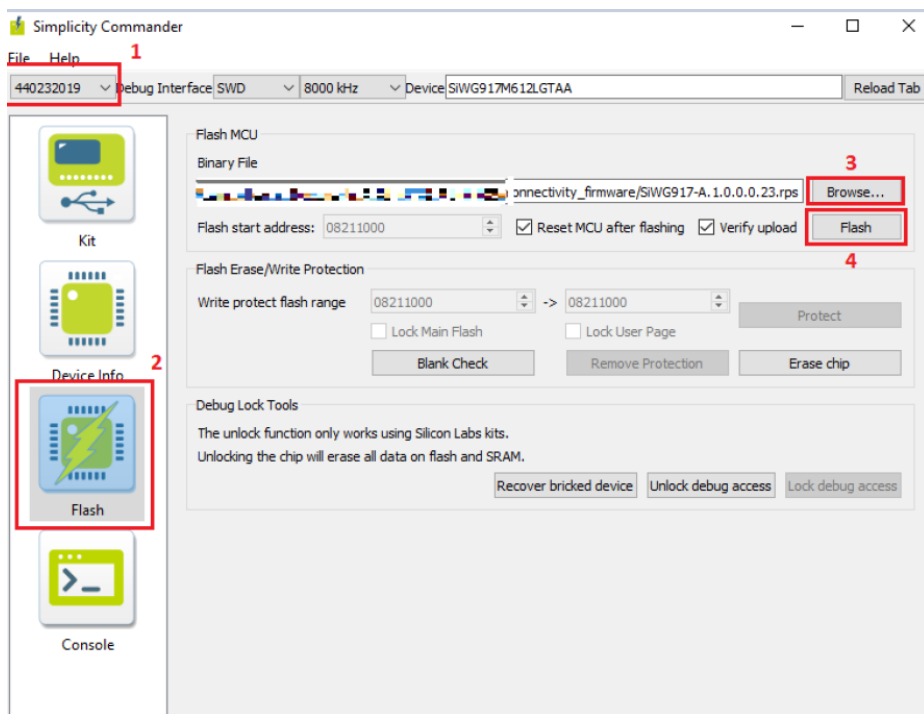 Simplicity Commander
1
File Help
440232019 Debug Interface SWD 8000 kHz Device SiWG917M612LGTAA Reload Tab
Kit
Device Info
2
Flash
Console
Flash MCU
Binary File
3
onnectivity_firmware/SiWG917-A.1.0.0.0.23.rps Browse...
Flash start address: 08211000 Reset MCU after flashing Verify upload Flash
4
Flash Erase/Write Protection
Write protect flash range 08211000 -> 08211000 Protect
Lock Main Flash Lock User Page
Blank Check Remove Protection Erase chip
Debug Lock Tools
The unlock function only works using Silicon Labs kits.
Unlocking the chip will erase all data on flash and SRAM.
Recover bricked device Unlock debug access Lock debug access